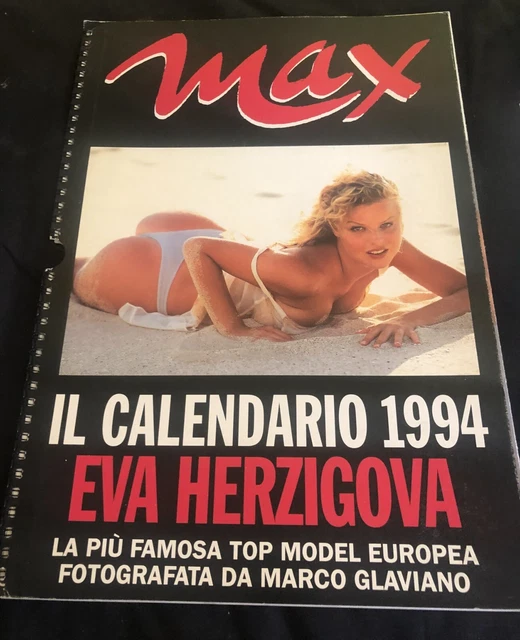 max
IL CALENDARIO 1994
EVA HERZIGOVA
LA PIÙ FAMOSA TOP MODEL EUROPEA
FOTOGRAFATA DA MARCO GLAVIANO